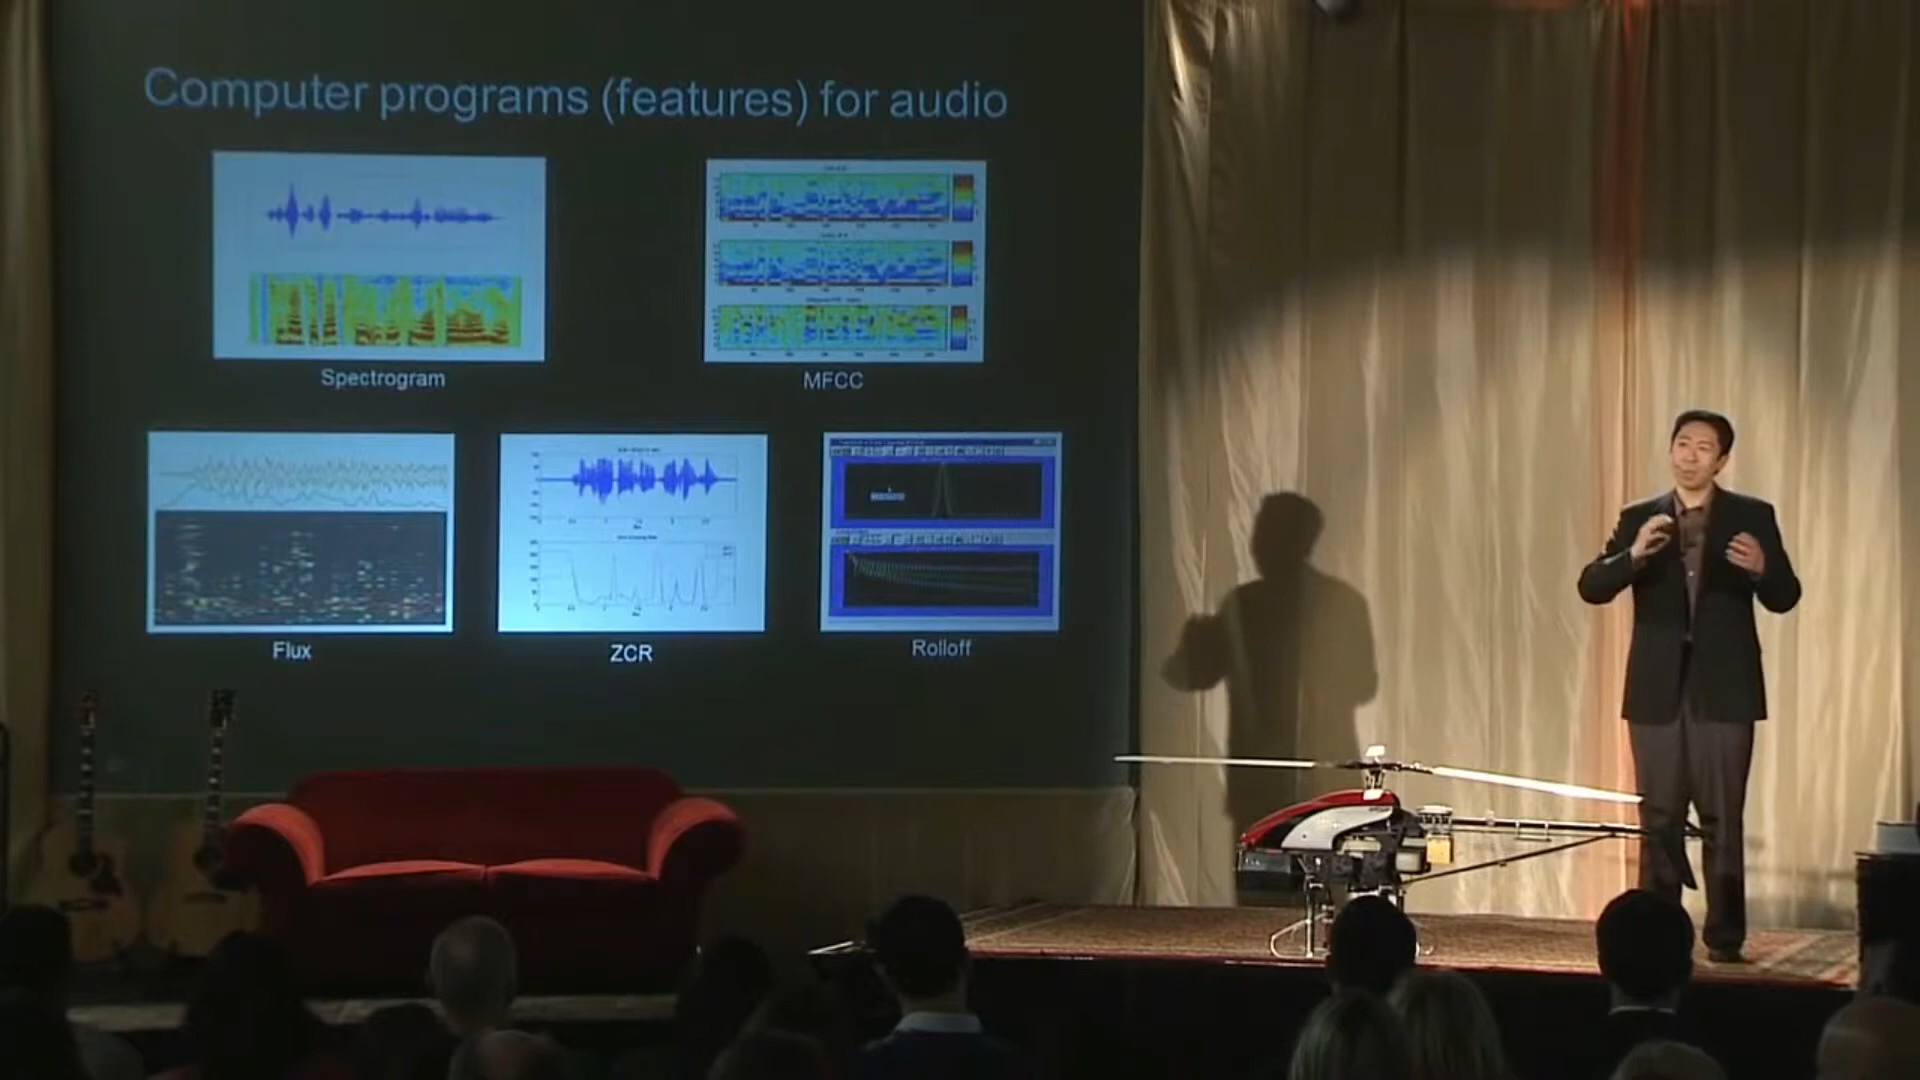 Computer programs (features) for audio
Spectrogram
MFCC
Flux
ZCR
Rolloff